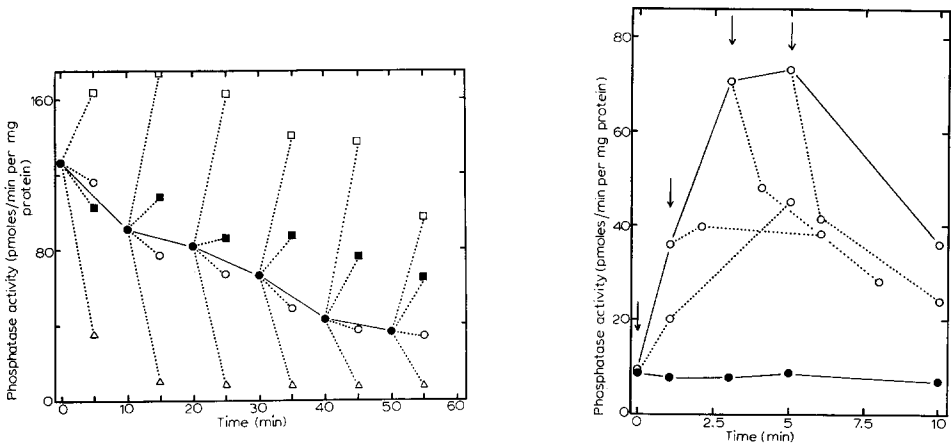 Phosphatase activity (pmoles/min per mg
protein)
160
80
0
0 10 20 30 40 50 60
Time (min)
Phosphatase activity (pmoles/min per mg protein)
80
60
40
20
0
0 2.5 5 7.5 10
Time (min)